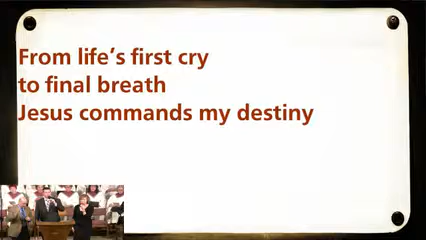 From life’s first cry
to final breath
Jesus commands my destiny